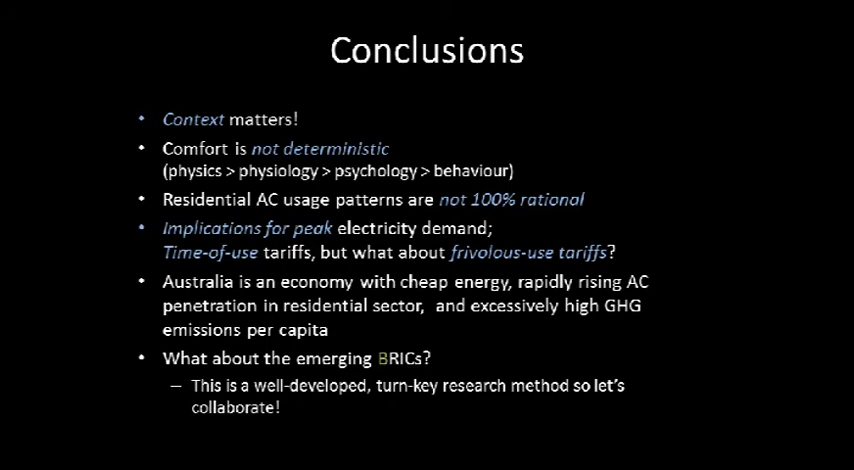 Conclusions
• Context matters!
• Comfort is not deterministic
(physics > physiology > psychology > behaviour)
• Residential AC usage patterns are not 100% rational
• Implications for peak electricity demand;
Time-of-use tariffs, but what about frivolous-use tariffs?
• Australia is an economy with cheap energy, rapidly rising AC
penetration in residential sector, and excessively high GHG
emissions per capita
• What about the emerging BRICs?
– This is a well-developed, turn-key research method so let's
collaborate!